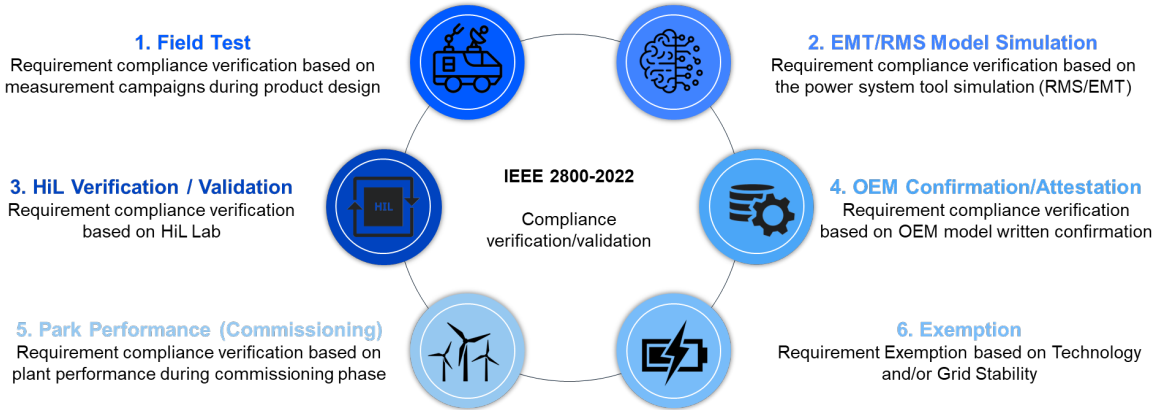 1. Field Test
Requirement compliance verification based on
measurement campaigns during product design
2. EMT/RMS Model Simulation
Requirement compliance verification based on
the power system tool simulation (RMS/EMT)
3. HiL Verification / Validation
Requirement compliance verification
based on HiL Lab
HIL
IEEE 2800-2022
Compliance
verification/validation
4. OEM Confirmation/Attestation
Requirement compliance verification
based on OEM model written confirmation
5. Park Performance (Commissioning)
Requirement compliance verification based on
plant performance during commissioning phase
6. Exemption
Requirement Exemption based on Technology
and/or Grid Stability